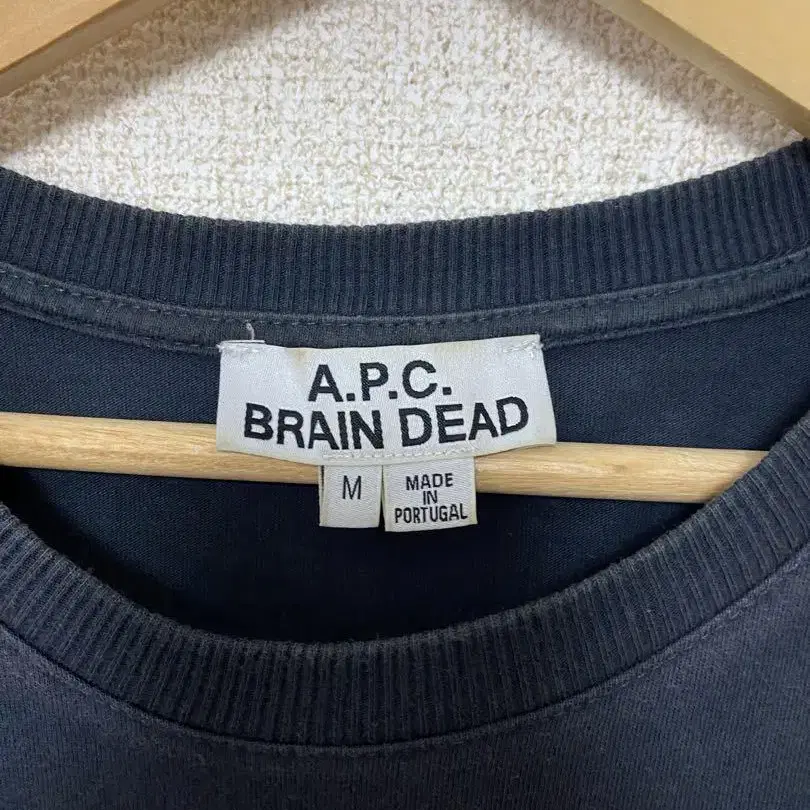 A.P.C.
BRAIN DEAD
M
MADE
IN
PORTUGAL